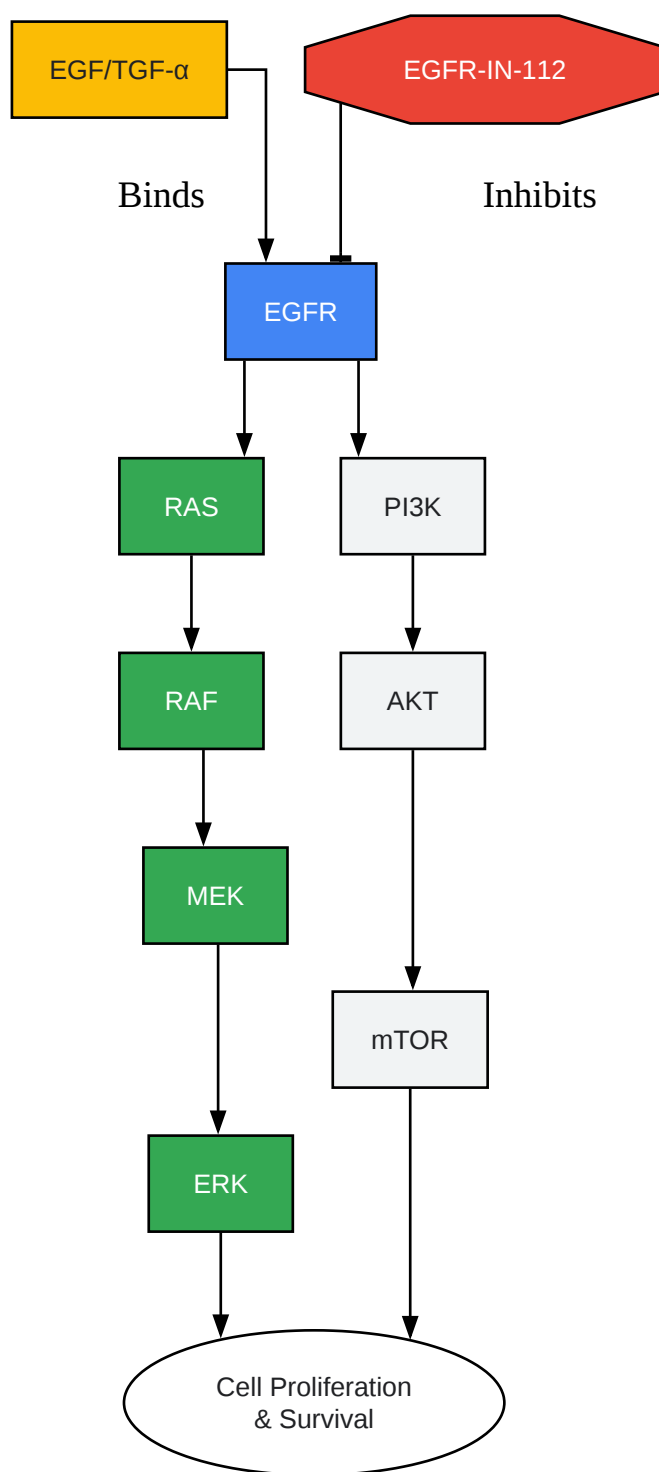 EGF/TGF-α
EGFR-IN-112
Binds
Inhibits
EGFR
RAS
PI3K
RAF
AKT
MEK
mTOR
ERK
Cell Proliferation
& Survival